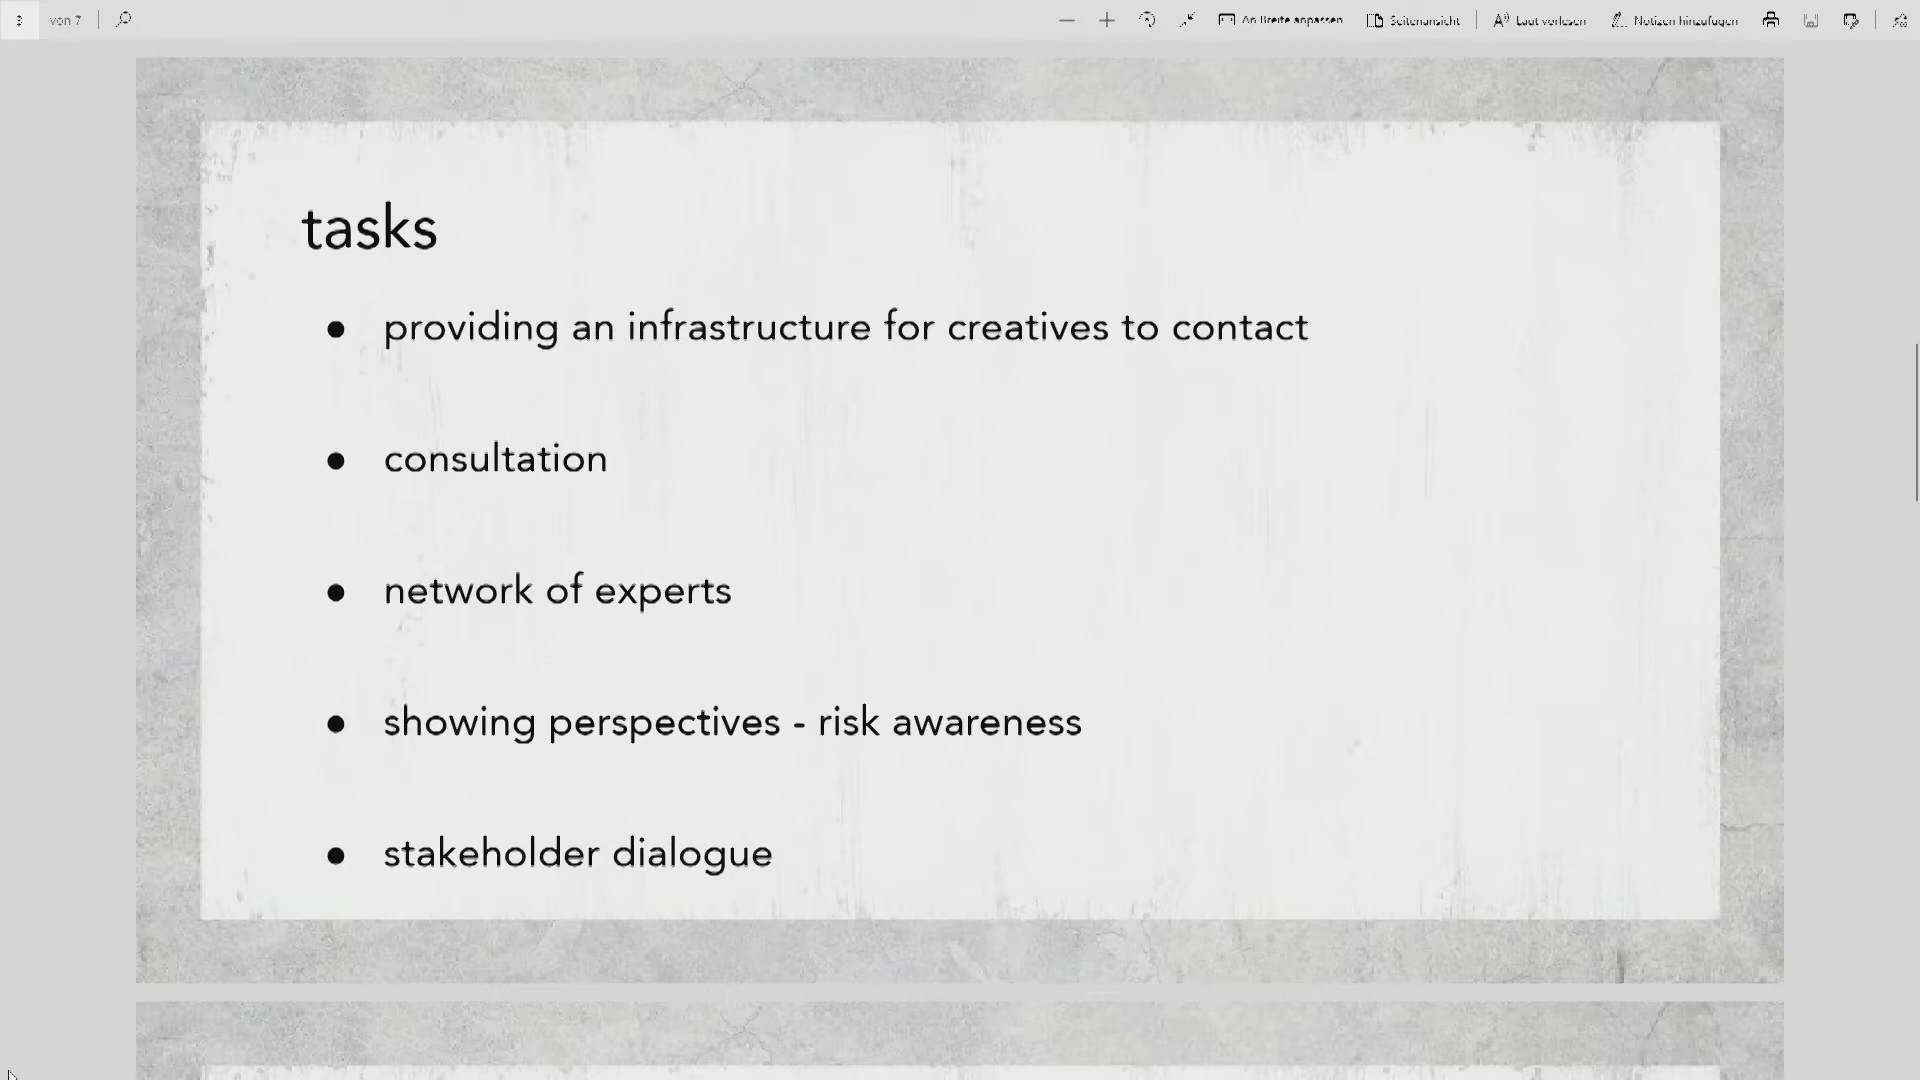 3 von 7 An Breite anpassen Seitenansicht Laut vorlesen Notizen hinzufügen
tasks
● providing an infrastructure for creatives to contact
● consultation
● network of experts
● showing perspectives - risk awareness
● stakeholder dialogue